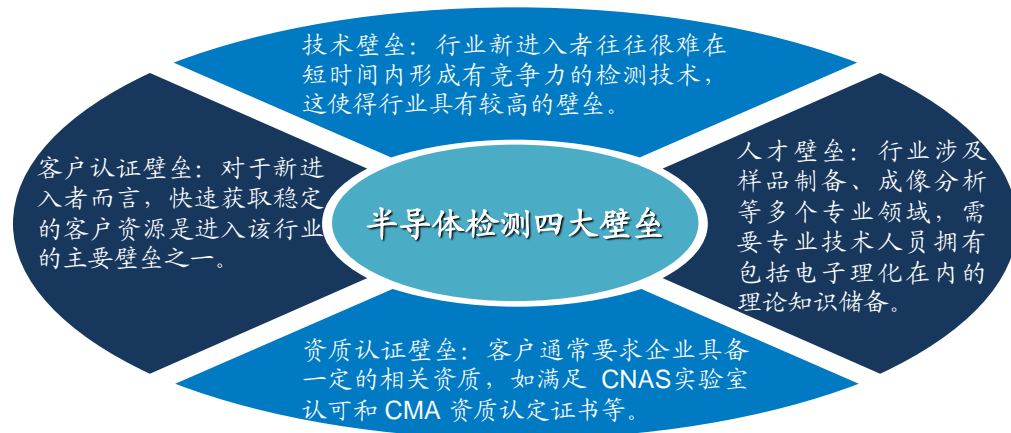 技术壁垒：行业新进入者往往很难在
短时间内形成有竞争力的检测技术，
这使得行业具有较高的壁垒。
客户认证壁垒：对于新进
入者而言，快速获取稳定
的客户资源是进入该行业
的主要壁垒之一。
半导体检测四大壁垒
人才壁垒：行业涉及
样品制备、成像分析
等多个专业领域，需
要专业技术人员拥有
包括电子理化在内的
理论知识储备。
资质认证壁垒：客户通常要求企业具备
一定的相关资质，如满足 CNAS实验室
认可和 CMA 资质认定证书等。